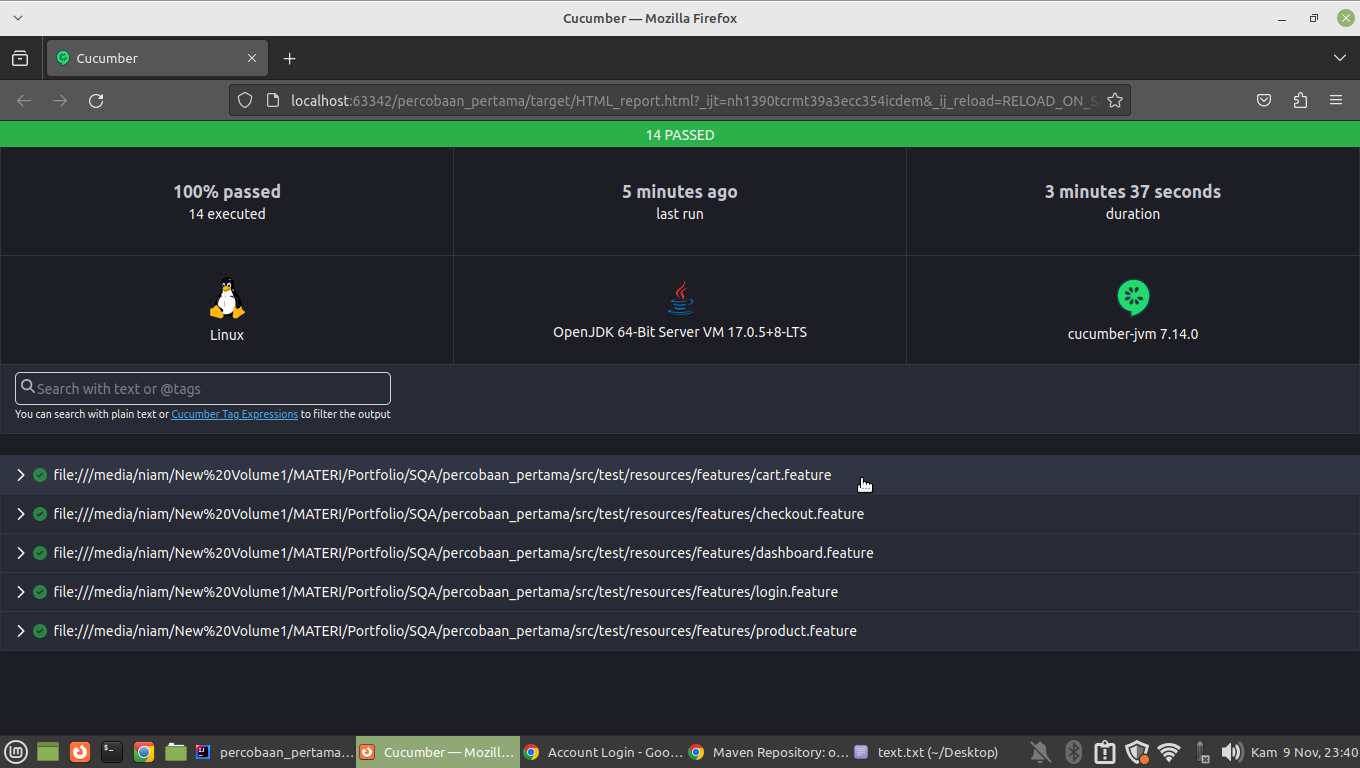 Cucumber — Mozilla Firefox
Cucumber
localhost:63342/percobaan_pertama/target/HTML_report.html?_ijt=nh1390tcrmt39a3ecc354icdem&_ij_reload=RELOAD_ON_S
14 PASSED
100% passed
14 executed
5 minutes ago
last run
3 minutes 37 seconds
duration
Linux
OpenJDK 64-Bit Server VM 17.0.5+8-LTS
cucumber-jvm 7.14.0
Search with text or @tags
You can search with plain text or Cucumber Tag Expressions to filter the output
file:///media/niam/New%20Volume1/MATERI/Portfolio/SQA/percobaan_pertama/src/test/resources/features/cart.feature
file:///media/niam/New%20Volume1/MATERI/Portfolio/SQA/percobaan_pertama/src/test/resources/features/checkout.feature
file:///media/niam/New%20Volume1/MATERI/Portfolio/SQA/percobaan_pertama/src/test/resources/features/dashboard.feature
file:///media/niam/New%20Volume1/MATERI/Portfolio/SQA/percobaan_pertama/src/test/resources/features/login.feature
file:///media/niam/New%20Volume1/MATERI/Portfolio/SQA/percobaan_pertama/src/test/resources/features/product.feature
percobaan_pertama... Cucumber — Mozill... Account Login - Goo... Maven Repository: o... text.txt (~/Desktop) Kam 9 Nov, 23:40